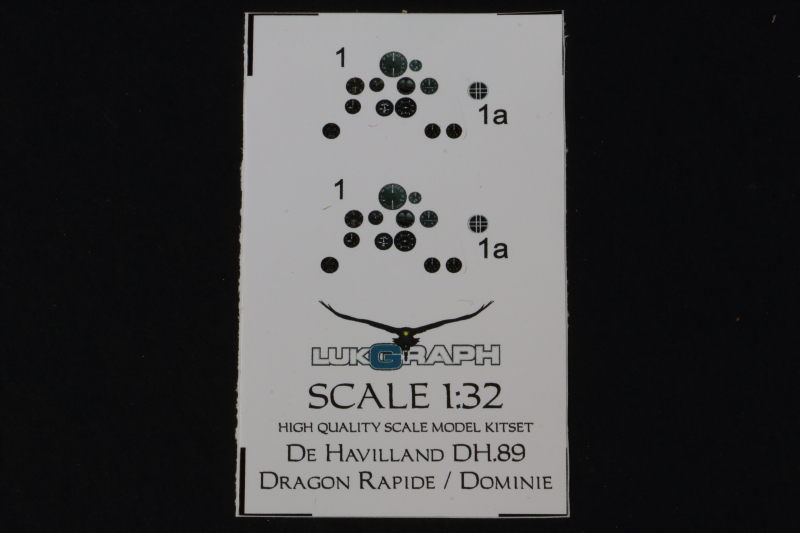 1
1a
1
1a
LUKGRAPH
SCALE 1:32
HIGH QUALITY SCALE MODEL KITSET
DE HAVILLAND DH.89
DRAGON RAPIDE / DOMINIE